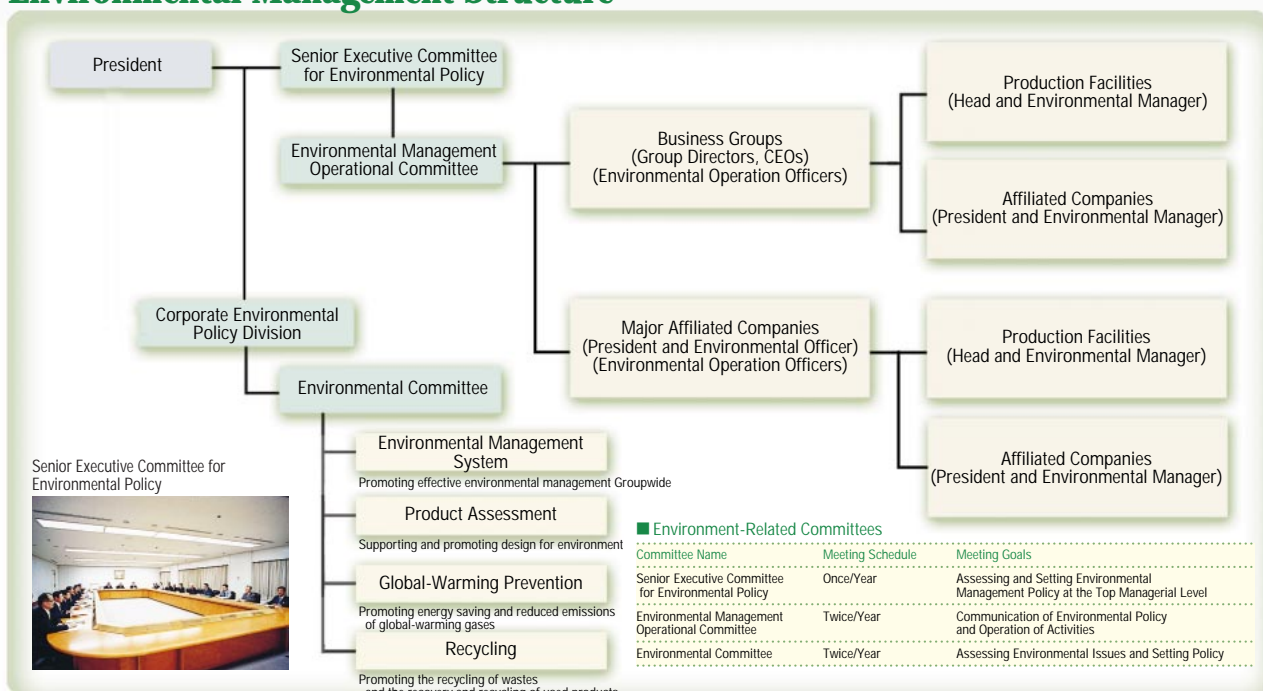 Environmental Management Structure
President
Senior Executive Committee
for Environmental Policy
Environmental Management
Operational Committee
Business Groups
(Group Directors, CEOs)
(Environmental Operation Officers)
Production Facilities
(Head and Environmental Manager)
Affiliated Companies
(President and Environmental Manager)
Corporate Environmental
Policy Division
Major Affiliated Companies
(President and Environmental Officer)
(Environmental Operation Officers)
Production Facilities
(Head and Environmental Manager)
Affiliated Companies
(President and Environmental Manager)
Environmental Committee
Environmental Management
System
Promoting effective environmental management Groupwide
Product Assessment
Supporting and promoting design for environment
Global-Warming Prevention
Promoting energy saving and reduced emissions
of global-warming gases
Recycling
Promoting the recycling of wastes
and the recovery and recycling of used products
Senior Executive Committee for
Environmental Policy
■ Environment-Related Committees
Committee Name Meeting Schedule Meeting Goals
Senior Executive Committee Once/Year Assessing and Setting Environmental
for Environmental Policy Management Policy at the Top Managerial Level
Environmental Management Twice/Year Communication of Environmental Policy
Operational Committee and Operation of Activities
Environmental Committee Twice/Year Assessing Environmental Issues and Setting Policy